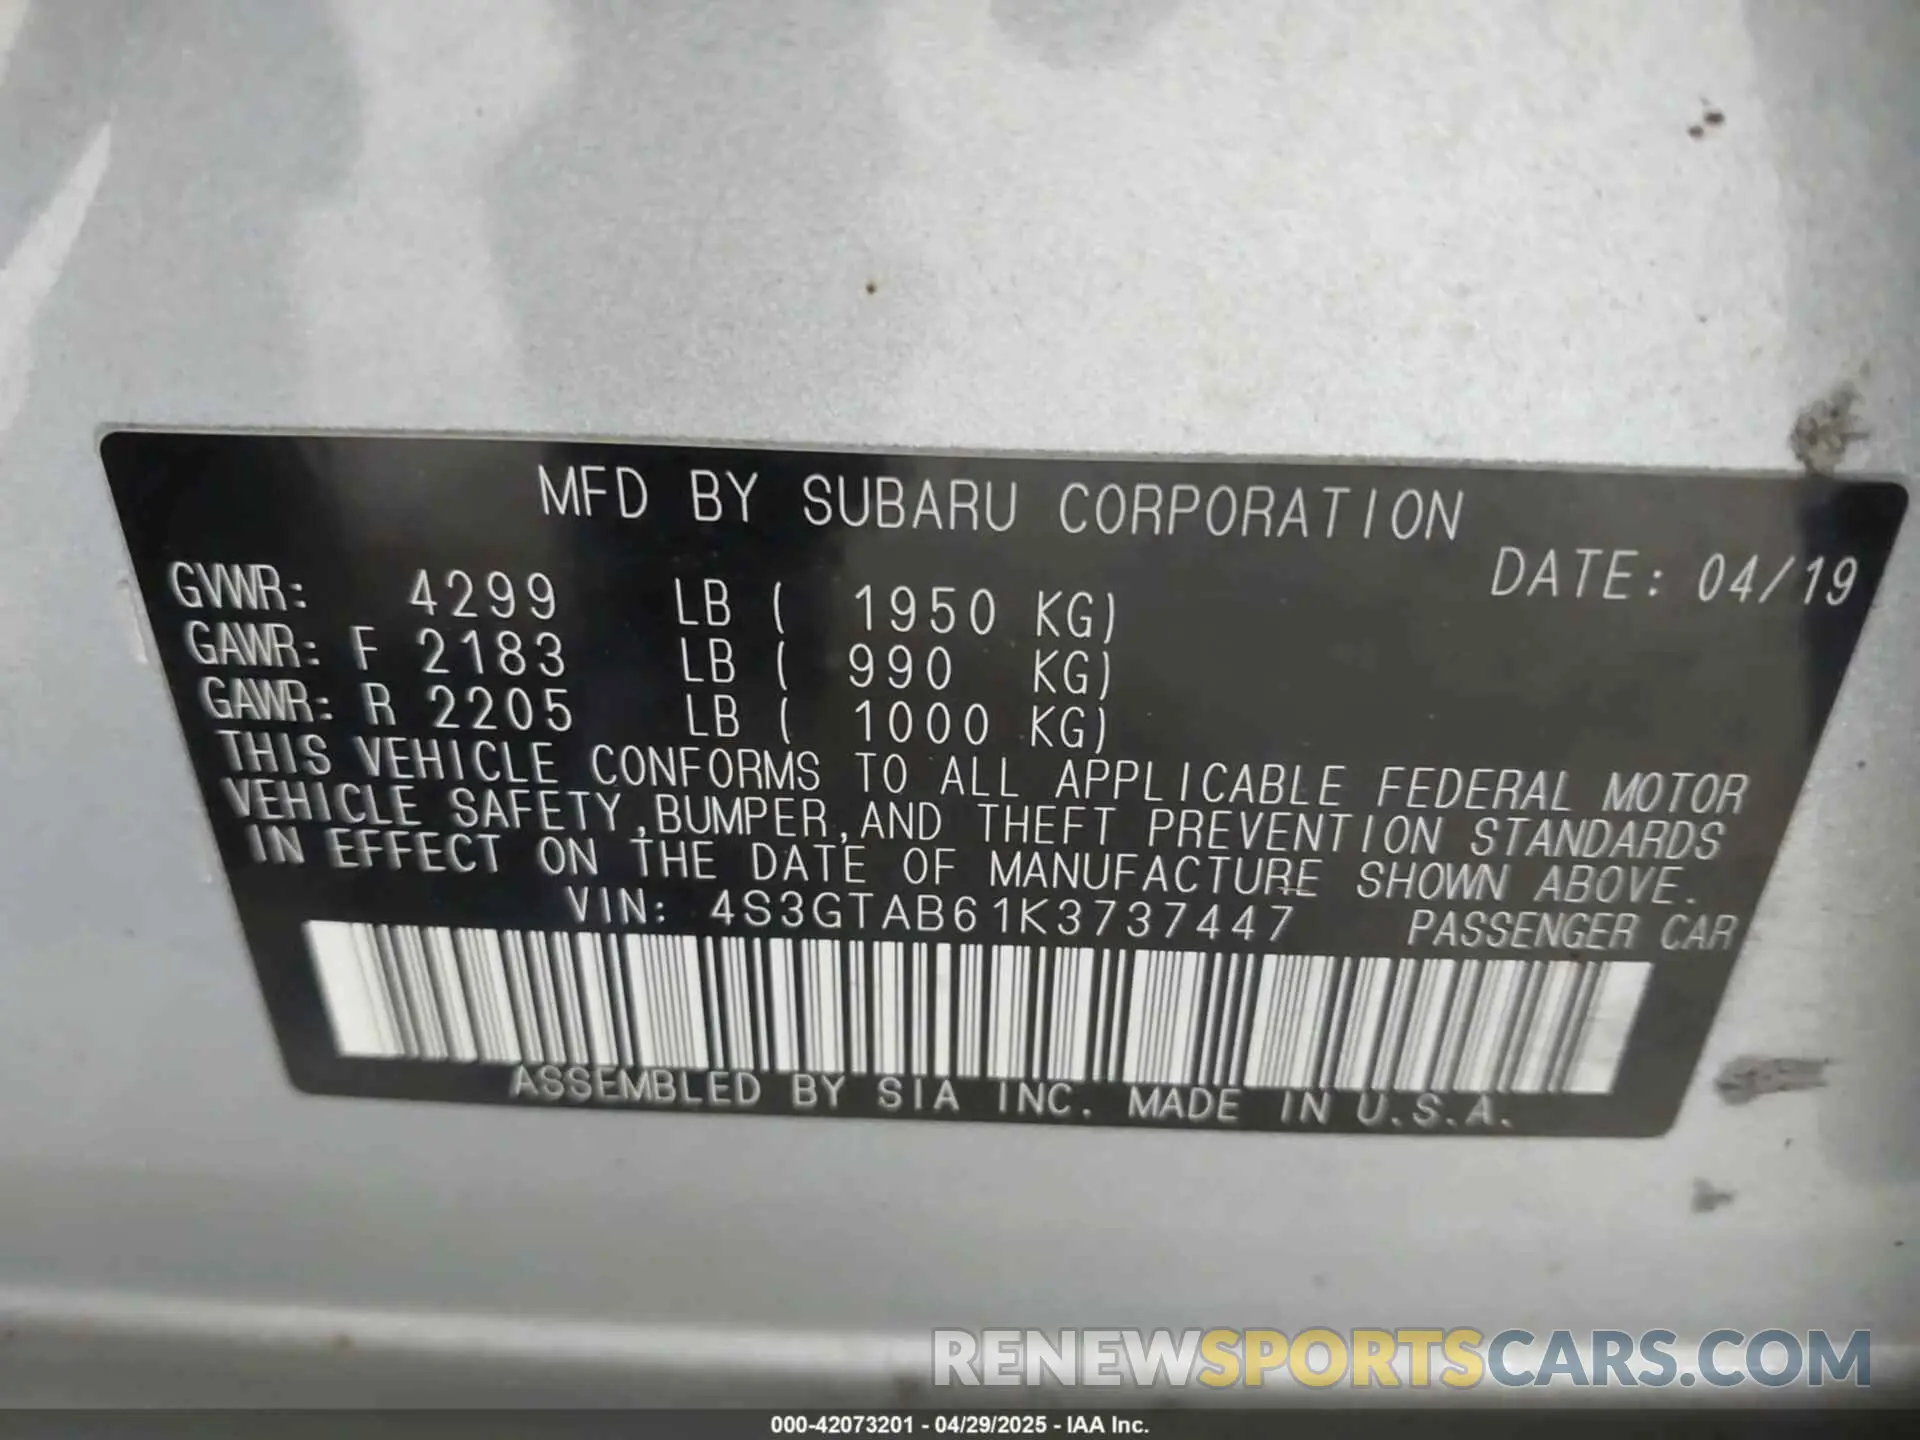 MFD BY SUBARU CORPORATION
DATE: 04/19
GVWR: 4299 LB ( 1950 KG)
GAWR: F 2183 LB ( 990 KG)
GAWR: R 2205 LB ( 1000 KG)
THIS VEHICLE CONFORMS TO ALL APPLICABLE FEDERAL MOTOR
VEHICLE SAFETY,BUMPER,AND THEFT PREVENTION STANDARDS
IN EFFECT ON THE DATE OF MANUFACTURE SHOWN ABOVE.
VIN: 4S3GTAB61K3737447 PASSENGER CAR
ASSEMBLED BY SIA INC. MADE IN U.S.A.
RENEWSPORTSCARS.COM
000-42073201 - 04/29/2025 - IAA Inc.